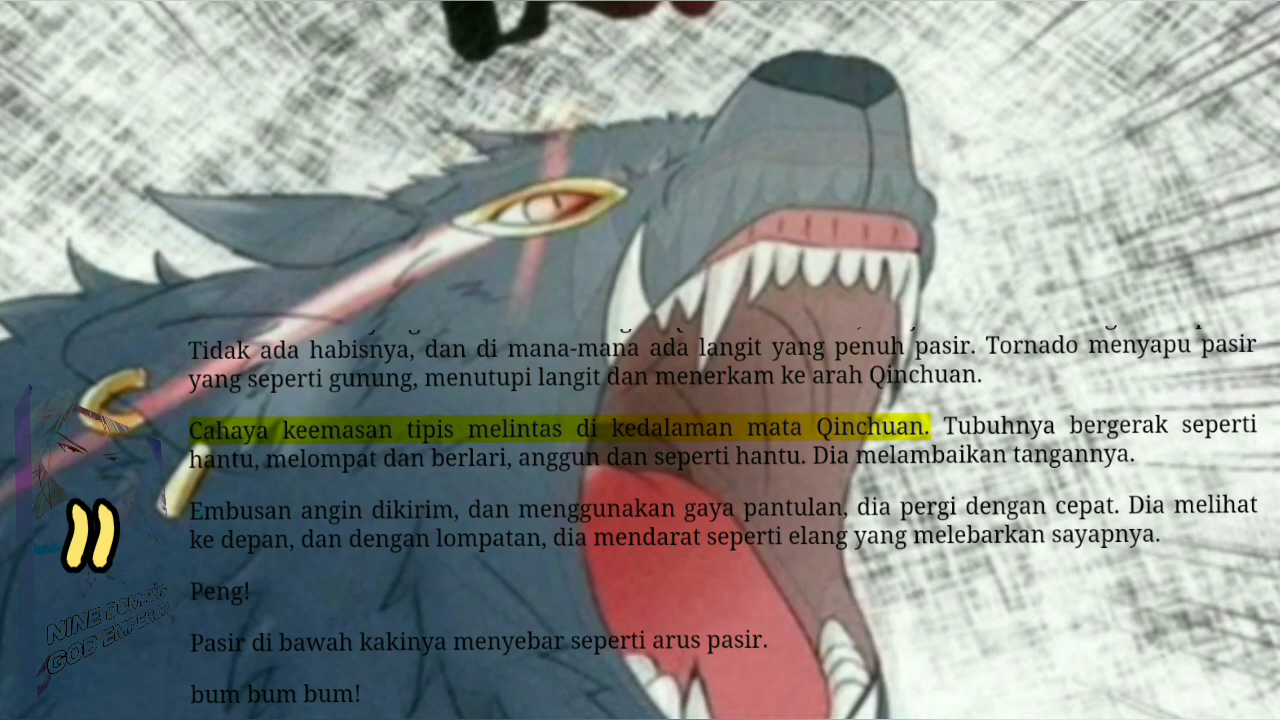 Tidak ada habisnya, dan di mana-mana ada langit yang penuh pasir. Tornado menyapu pasir
yang seperti gunung, menutupi langit dan menerkam ke arah Qinchuan.
Cahaya keemasan tipis melintas di kedalaman mata Qinchuan. Tubuhnya bergerak seperti
hantu, melompat dan berlari, anggun dan seperti hantu. Dia melambaikan tangannya.
Embusan angin dikirim, dan menggunakan gaya pantulan, dia pergi dengan cepat. Dia melihat
ke depan, dan dengan lompatan, dia mendarat seperti elang yang melebarkan sayapnya.
Peng!
Pasir di bawah kakinya menyebar seperti arus pasir.
bum bum bum!
NINE
GOD EMPEROR